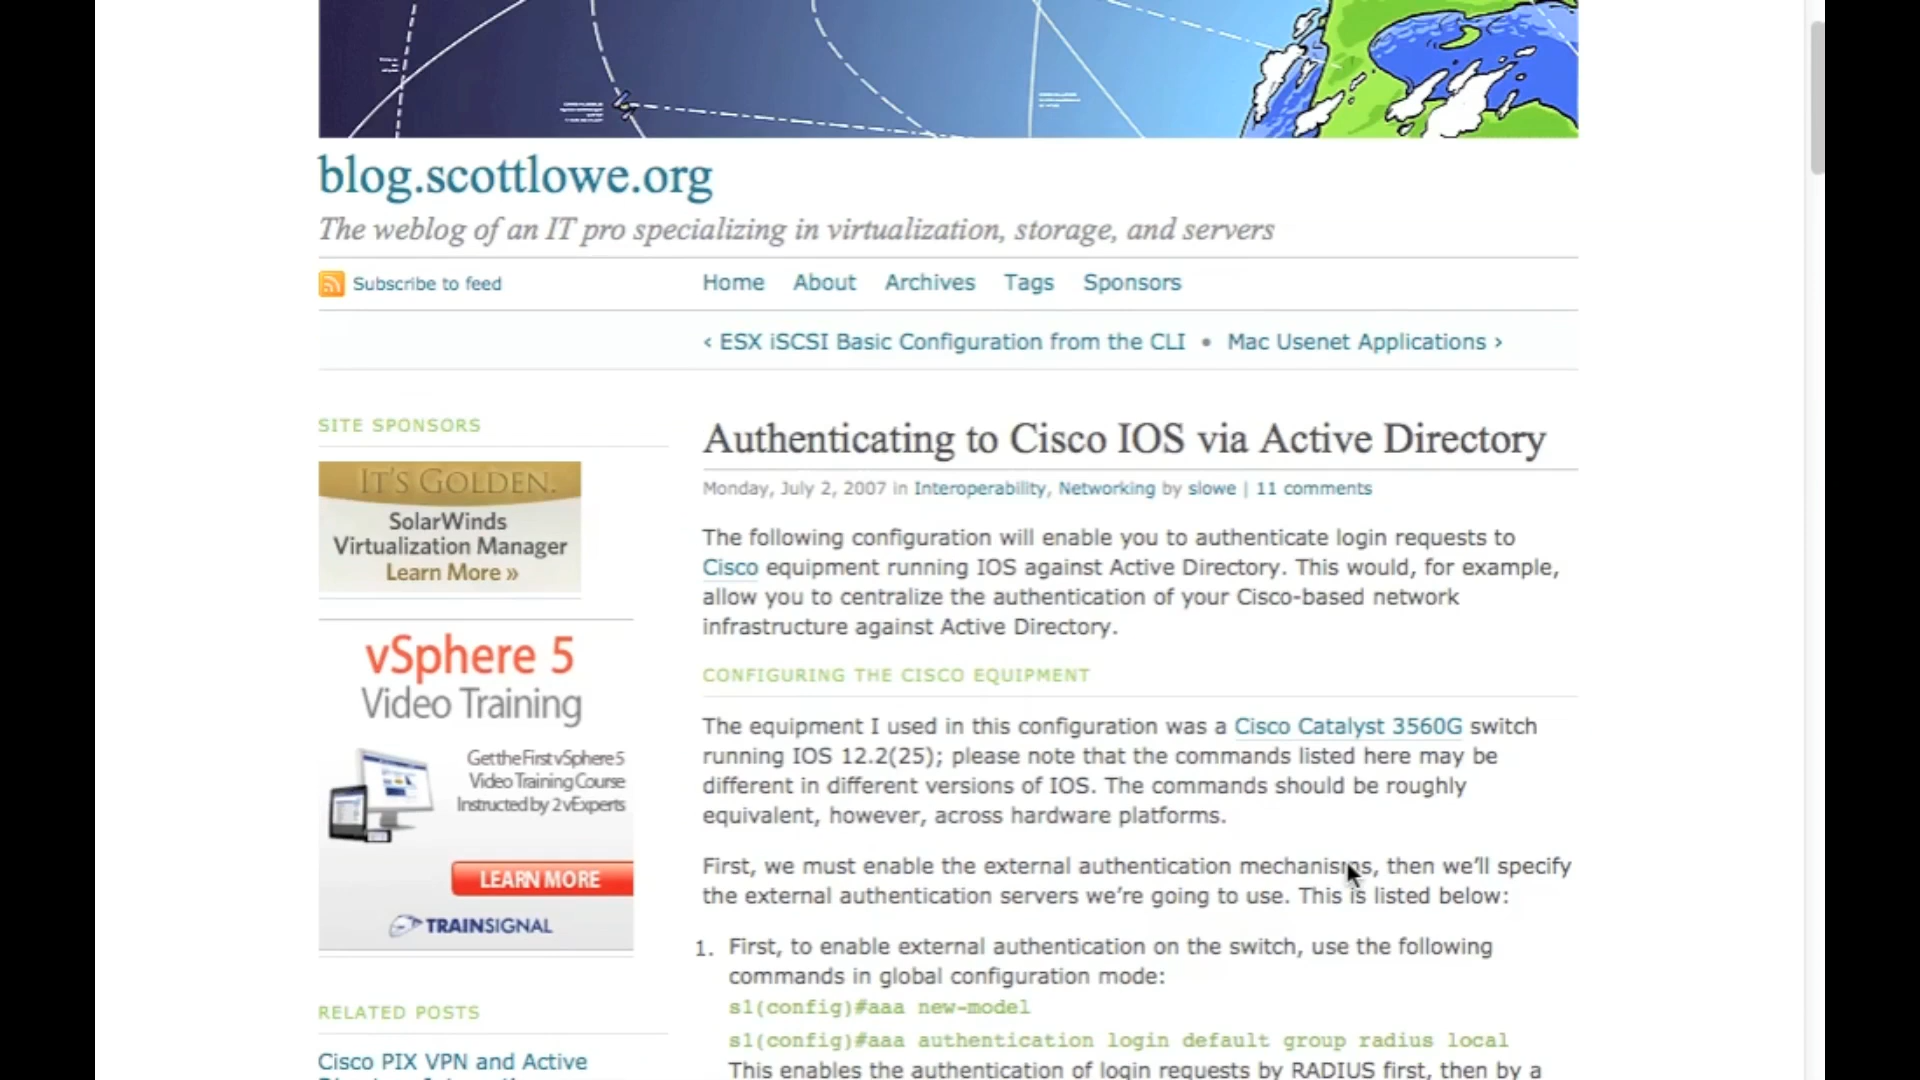 blog.scottlowe.org
The weblog of an IT pro specializing in virtualization, storage, and servers
Subscribe to feed
Home About Archives Tags Sponsors
‹ ESX iSCSI Basic Configuration from the CLI • Mac Usenet Applications ›
SITE SPONSORS
IT'S GOLDEN.
SolarWinds
Virtualization Manager
Learn More »
vSphere 5
Video Training
Get the First vSphere 5
Video Training Course
Instructed by 2 vExperts
LEARN MORE
TRAINSIGNAL
RELATED POSTS
Cisco PIX VPN and Active
Authenticating to Cisco IOS via Active Directory
Monday, July 2, 2007 in Interoperability, Networking by slowe | 11 comments
The following configuration will enable you to authenticate login requests to
Cisco equipment running IOS against Active Directory. This would, for example,
allow you to centralize the authentication of your Cisco-based network
infrastructure against Active Directory.
CONFIGURING THE CISCO EQUIPMENT
The equipment I used in this configuration was a Cisco Catalyst 3560G switch
running IOS 12.2(25); please note that the commands listed here may be
different in different versions of IOS. The commands should be roughly
equivalent, however, across hardware platforms.
First, we must enable the external authentication mechanisms, then we'll specify
the external authentication servers we're going to use. This is listed below:
1. First, to enable external authentication on the switch, use the following
commands in global configuration mode:
s1(config)#aaa new-model
s1(config)#aaa authentication login default group radius local
This enables the authentication of login requests by RADIUS first, then by a